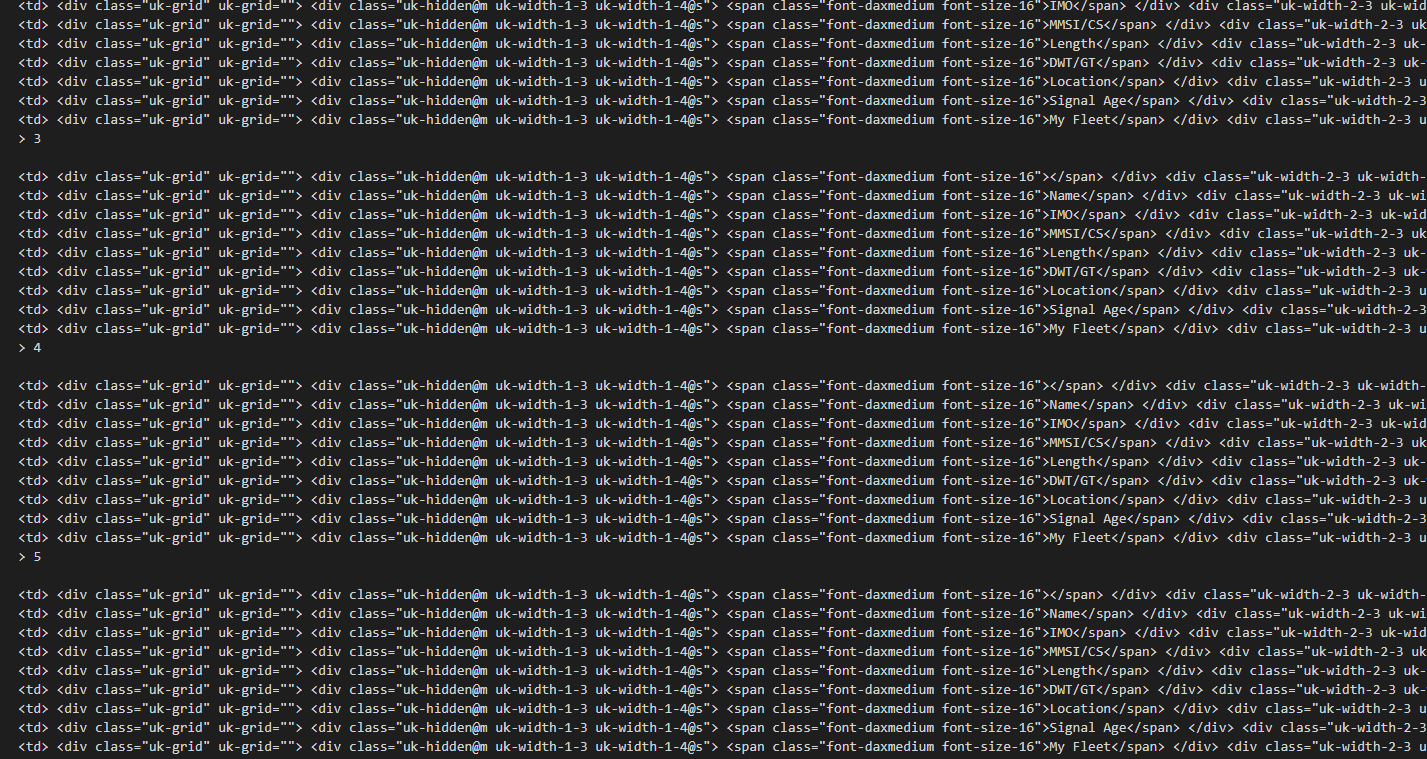 <td> <div class="uk-grid" uk-grid=""> <div class="uk-hidden@m uk-width-1-3 uk-width-1-4@s"> <span class="font-daxmedium font-size-16">IMO</span> </div> <div class="uk-width-2-3 uk-wid
<td> <div class="uk-grid" uk-grid=""> <div class="uk-hidden@m uk-width-1-3 uk-width-1-4@s"> <span class="font-daxmedium font-size-16">MMSI/CS</span> </div> <div class="uk-width-2-3 uk
<td> <div class="uk-grid" uk-grid=""> <div class="uk-hidden@m uk-width-1-3 uk-width-1-4@s"> <span class="font-daxmedium font-size-16">Length</span> </div> <div class="uk-width-2-3 uk-
<td> <div class="uk-grid" uk-grid=""> <div class="uk-hidden@m uk-width-1-3 uk-width-1-4@s"> <span class="font-daxmedium font-size-16">DWT/GT</span> </div> <div class="uk-width-2-3 uk-
<td> <div class="uk-grid" uk-grid=""> <div class="uk-hidden@m uk-width-1-3 uk-width-1-4@s"> <span class="font-daxmedium font-size-16">Location</span> </div> <div class="uk-width-2-3 u
<td> <div class="uk-grid" uk-grid=""> <div class="uk-hidden@m uk-width-1-3 uk-width-1-4@s"> <span class="font-daxmedium font-size-16">Signal Age</span> </div> <div class="uk-width-2-3
<td> <div class="uk-grid" uk-grid=""> <div class="uk-hidden@m uk-width-1-3 uk-width-1-4@s"> <span class="font-daxmedium font-size-16">My Fleet</span> </div> <div class="uk-width-2-3 u
> 3
<td> <div class="uk-grid" uk-grid=""> <div class="uk-hidden@m uk-width-1-3 uk-width-1-4@s"> <span class="font-daxmedium font-size-16"></span> </div> <div class="uk-width-2-3 uk-width-
<td> <div class="uk-grid" uk-grid=""> <div class="uk-hidden@m uk-width-1-3 uk-width-1-4@s"> <span class="font-daxmedium font-size-16">Name</span> </div> <div class="uk-width-2-3 uk-wi
<td> <div class="uk-grid" uk-grid=""> <div class="uk-hidden@m uk-width-1-3 uk-width-1-4@s"> <span class="font-daxmedium font-size-16">IMO</span> </div> <div class="uk-width-2-3 uk-wid
<td> <div class="uk-grid" uk-grid=""> <div class="uk-hidden@m uk-width-1-3 uk-width-1-4@s"> <span class="font-daxmedium font-size-16">MMSI/CS</span> </div> <div class="uk-width-2-3 uk
<td> <div class="uk-grid" uk-grid=""> <div class="uk-hidden@m uk-width-1-3 uk-width-1-4@s"> <span class="font-daxmedium font-size-16">Length</span> </div> <div class="uk-width-2-3 uk-
<td> <div class="uk-grid" uk-grid=""> <div class="uk-hidden@m uk-width-1-3 uk-width-1-4@s"> <span class="font-daxmedium font-size-16">DWT/GT</span> </div> <div class="uk-width-2-3 uk-
<td> <div class="uk-grid" uk-grid=""> <div class="uk-hidden@m uk-width-1-3 uk-width-1-4@s"> <span class="font-daxmedium font-size-16">Location</span> </div> <div class="uk-width-2-3 u
<td> <div class="uk-grid" uk-grid=""> <div class="uk-hidden@m uk-width-1-3 uk-width-1-4@s"> <span class="font-daxmedium font-size-16">Signal Age</span> </div> <div class="uk-width-2-3
<td> <div class="uk-grid" uk-grid=""> <div class="uk-hidden@m uk-width-1-3 uk-width-1-4@s"> <span class="font-daxmedium font-size-16">My Fleet</span> </div> <div class="uk-width-2-3 u
> 4
<td> <div class="uk-grid" uk-grid=""> <div class="uk-hidden@m uk-width-1-3 uk-width-1-4@s"> <span class="font-daxmedium font-size-16"></span> </div> <div class="uk-width-2-3 uk-width-
<td> <div class="uk-grid" uk-grid=""> <div class="uk-hidden@m uk-width-1-3 uk-width-1-4@s"> <span class="font-daxmedium font-size-16">Name</span> </div> <div class="uk-width-2-3 uk-wi
<td> <div class="uk-grid" uk-grid=""> <div class="uk-hidden@m uk-width-1-3 uk-width-1-4@s"> <span class="font-daxmedium font-size-16">IMO</span> </div> <div class="uk-width-2-3 uk-wid
<td> <div class="uk-grid" uk-grid=""> <div class="uk-hidden@m uk-width-1-3 uk-width-1-4@s"> <span class="font-daxmedium font-size-16">MMSI/CS</span> </div> <div class="uk-width-2-3 uk
<td> <div class="uk-grid" uk-grid=""> <div class="uk-hidden@m uk-width-1-3 uk-width-1-4@s"> <span class="font-daxmedium font-size-16">Length</span> </div> <div class="uk-width-2-3 uk-
<td> <div class="uk-grid" uk-grid=""> <div class="uk-hidden@m uk-width-1-3 uk-width-1-4@s"> <span class="font-daxmedium font-size-16">DWT/GT</span> </div> <div class="uk-width-2-3 uk-
<td> <div class="uk-grid" uk-grid=""> <div class="uk-hidden@m uk-width-1-3 uk-width-1-4@s"> <span class="font-daxmedium font-size-16">Location</span> </div> <div class="uk-width-2-3 u
<td> <div class="uk-grid" uk-grid=""> <div class="uk-hidden@m uk-width-1-3 uk-width-1-4@s"> <span class="font-daxmedium font-size-16">Signal Age</span> </div> <div class="uk-width-2-3
<td> <div class="uk-grid" uk-grid=""> <div class="uk-hidden@m uk-width-1-3 uk-width-1-4@s"> <span class="font-daxmedium font-size-16">My Fleet</span> </div> <div class="uk-width-2-3 u
> 5
<td> <div class="uk-grid" uk-grid=""> <div class="uk-hidden@m uk-width-1-3 uk-width-1-4@s"> <span class="font-daxmedium font-size-16"></span> </div> <div class="uk-width-2-3 uk-width-
<td> <div class="uk-grid" uk-grid=""> <div class="uk-hidden@m uk-width-1-3 uk-width-1-4@s"> <span class="font-daxmedium font-size-16">Name</span> </div> <div class="uk-width-2-3 uk-wi
<td> <div class="uk-grid" uk-grid=""> <div class="uk-hidden@m uk-width-1-3 uk-width-1-4@s"> <span class="font-daxmedium font-size-16">IMO</span> </div> <div class="uk-width-2-3 uk-wid
<td> <div class="uk-grid" uk-grid=""> <div class="uk-hidden@m uk-width-1-3 uk-width-1-4@s"> <span class="font-daxmedium font-size-16">MMSI/CS</span> </div> <div class="uk-width-2-3 uk
<td> <div class="uk-grid" uk-grid=""> <div class="uk-hidden@m uk-width-1-3 uk-width-1-4@s"> <span class="font-daxmedium font-size-16">Length</span> </div> <div class="uk-width-2-3 uk-
<td> <div class="uk-grid" uk-grid=""> <div class="uk-hidden@m uk-width-1-3 uk-width-1-4@s"> <span class="font-daxmedium font-size-16">DWT/GT</span> </div> <div class="uk-width-2-3 uk-
<td> <div class="uk-grid" uk-grid=""> <div class="uk-hidden@m uk-width-1-3 uk-width-1-4@s"> <span class="font-daxmedium font-size-16">Location</span> </div> <div class="uk-width-2-3 u
<td> <div class="uk-grid" uk-grid=""> <div class="uk-hidden@m uk-width-1-3 uk-width-1-4@s"> <span class="font-daxmedium font-size-16">Signal Age</span> </div> <div class="uk-width-2-3
<td> <div class="uk-grid" uk-grid=""> <div class="uk-hidden@m uk-width-1-3 uk-width-1-4@s"> <span class="font-daxmedium font-size-16">My Fleet</span> </div> <div class="uk-width-2-3 u